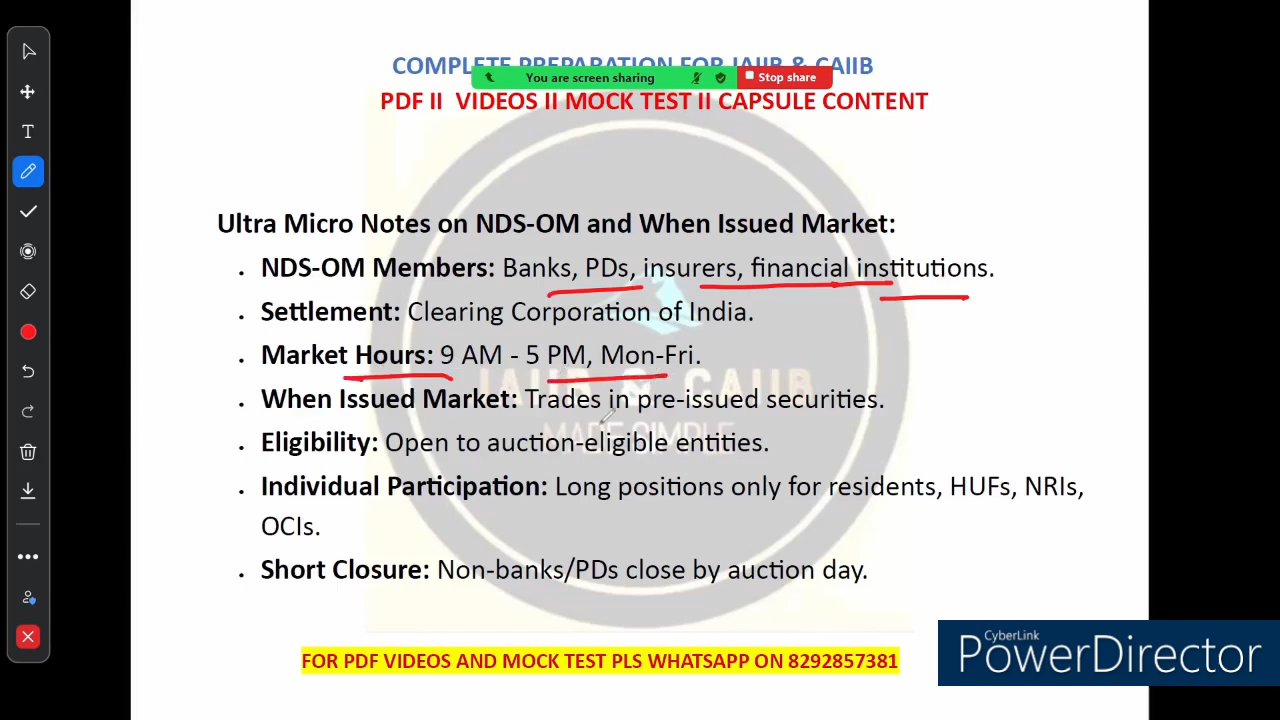 COMPLETE PREPARATION FOR JAIIB & CAIIB
You are screen sharing
Stop share
PDF II VIDEOS II MOCK TEST II CAPSULE CONTENT
Ultra Micro Notes on NDS-OM and When Issued Market:
• NDS-OM Members: Banks, PDs, insurers, financial institutions.
• Settlement: Clearing Corporation of India.
• Market Hours: 9 AM - 5 PM, Mon-Fri.
JAIIB & CAIIB
• When Issued Market: Trades in pre-issued securities.
MADE SIMPLE
• Eligibility: Open to auction-eligible entities.
• Individual Participation: Long positions only for residents, HUFs, NRIs,
OCIs.
• Short Closure: Non-banks/PDs close by auction day.
FOR PDF VIDEOS AND MOCK TEST PLS WHATSAPP ON 8292857381
CyberLink
PowerDirector
T